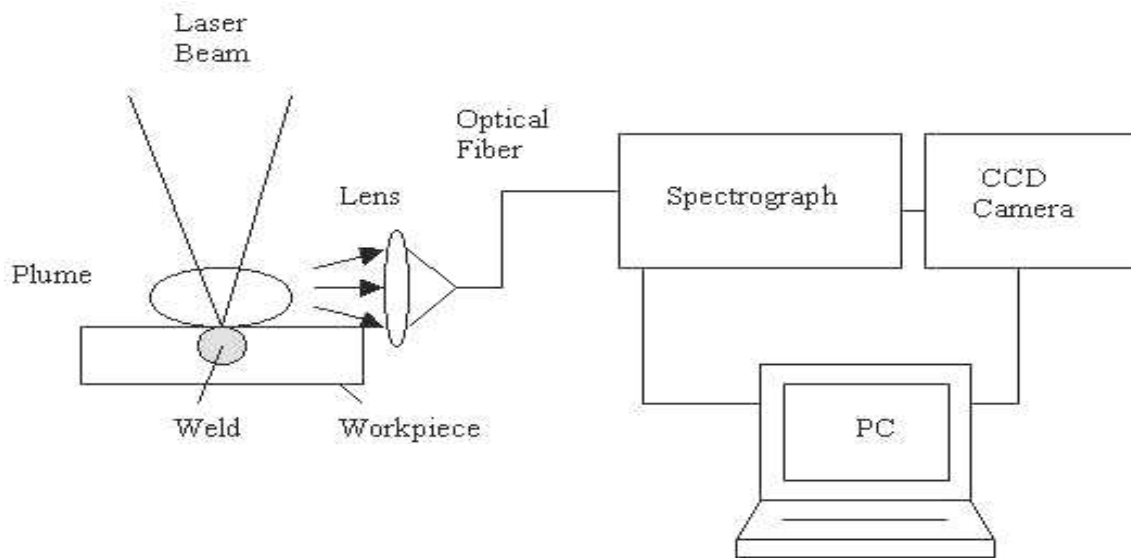 Laser
Beam
Optical
Fiber
Lens
Spectrograph
CCD
Camera
Plume
Weld
Workpiece
PC